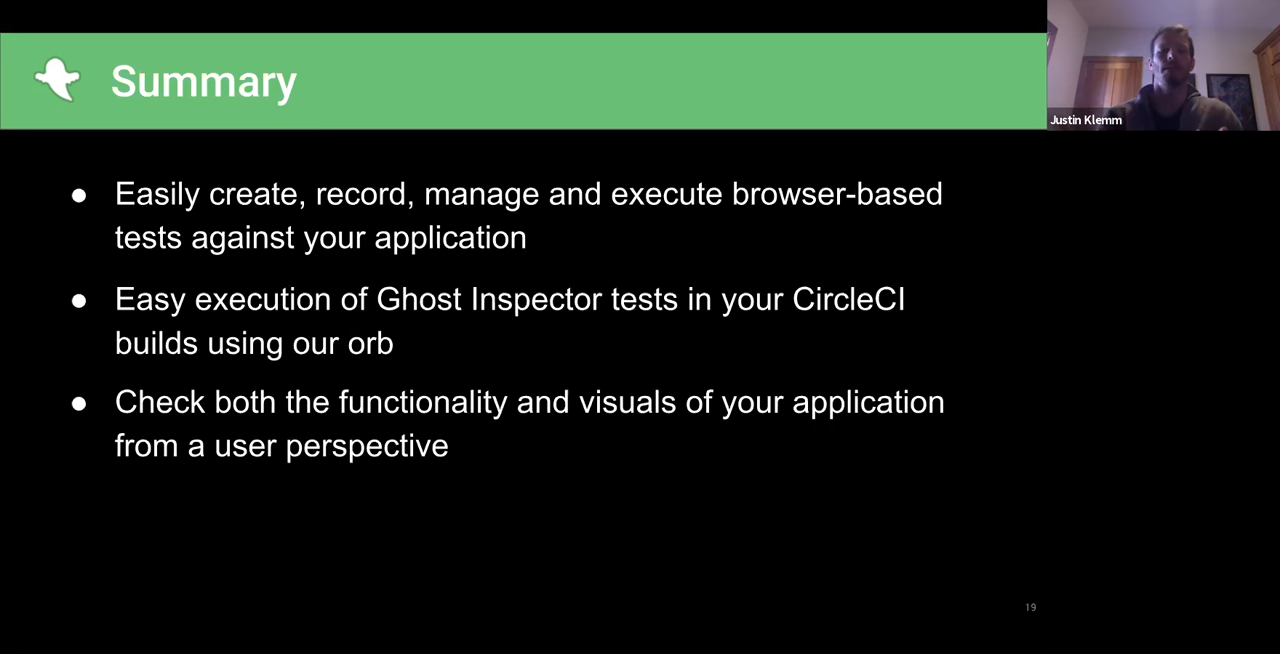 Summary
Justin Klemm
● Easily create, record, manage and execute browser-based
tests against your application
● Easy execution of Ghost Inspector tests in your CircleCI
builds using our orb
● Check both the functionality and visuals of your application
from a user perspective
19